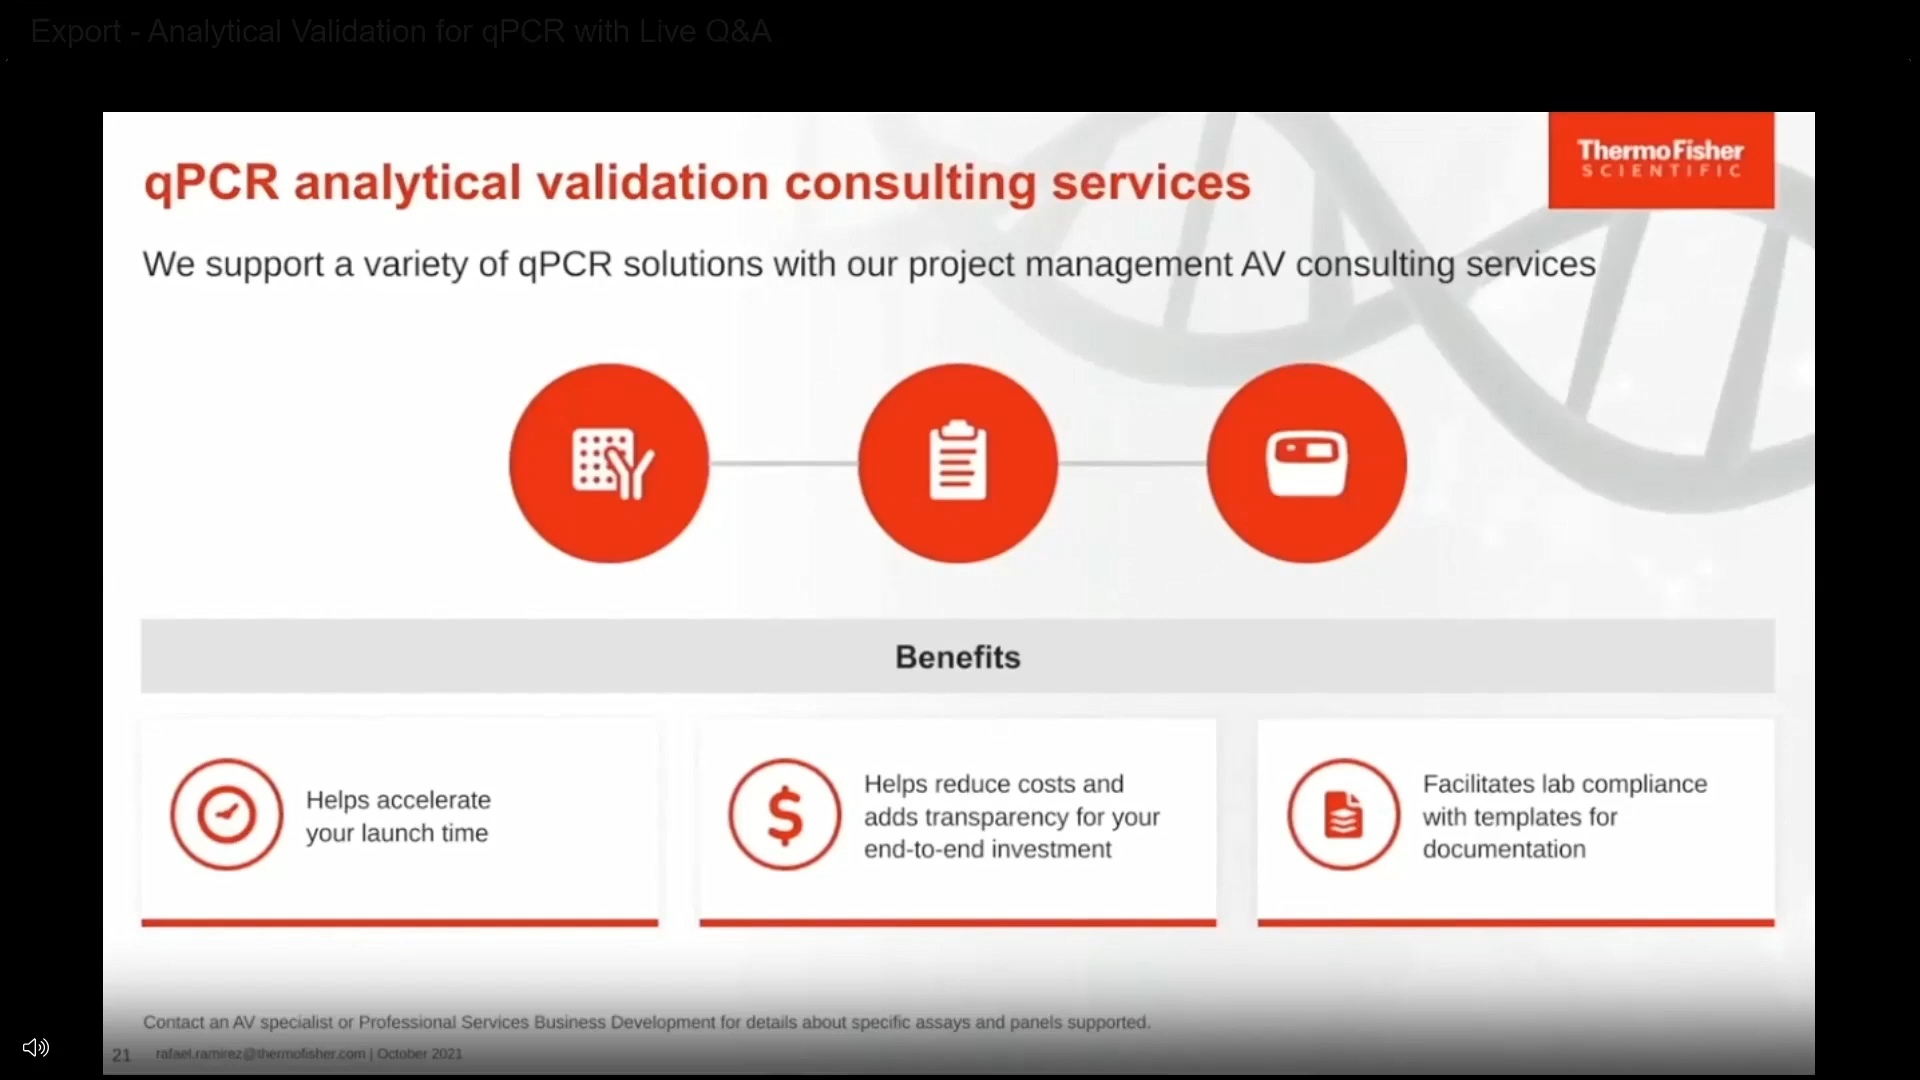 Export - Analytical Validation for qPCR with Live Q&A
ThermoFisher
SCIENTIFIC
qPCR analytical validation consulting services
We support a variety of qPCR solutions with our project management AV consulting services
Benefits
Helps accelerate
your launch time
Helps reduce costs and
adds transparency for your
end-to-end investment
Facilitates lab compliance
with templates for
documentation
Contact an AV specialist or Professional Services Business Development for details about specific assays and panels supported.
21 rafael.ramirez@thermofisher.com | October 2021